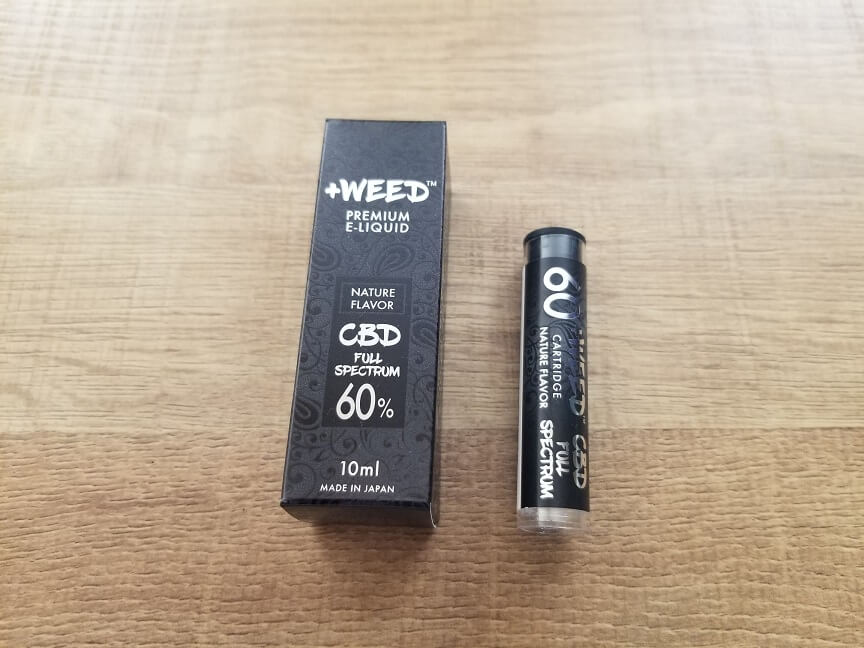 +WEED™
PREMIUM
E-LIQUID
NATURE
FLAVOR
CBD
FULL
SPECTRUM
60%
10ml
MADE IN JAPAN
60
+WEED™ CBD
CARTRIDGE
NATURE FLAVOR
FULL
SPECTRUM